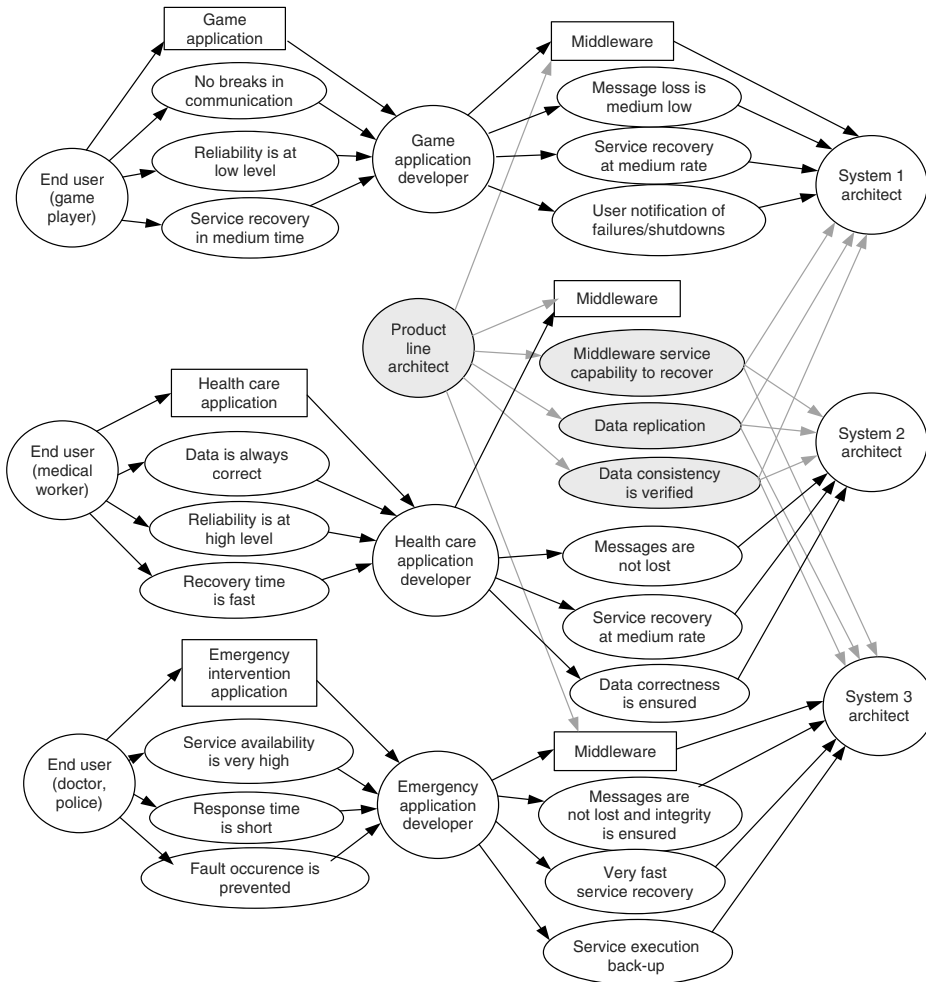 Game
application
No breaks in
communication
Reliability is at
low level
Service recovery
in medium time
End user
(game
player)
Game
application
developer
Middleware
Message loss is
medium low
Service recovery
at medium rate
User notification of
failures/shutdowns
System 1
architect
Product
line
architect
Middleware
Middleware service
capability to recover
Data replication
Data consistency
is verified
System 2
architect
Health care
application
End user
(medical
worker)
Data is always
correct
Reliability is at
high level
Recovery time
is fast
Health care
application
developer
Messages are
not lost
Service recovery
at medium rate
Data correctness
is ensured
Emergency
intervention
application
End user
(doctor,
police)
Service availability
is very high
Response time
is short
Fault occurence is
prevented
Emergency
application
developer
Middleware
Messages are
not lost and integrity
is ensured
Very fast
service recovery
Service execution
back-up
System 3
architect